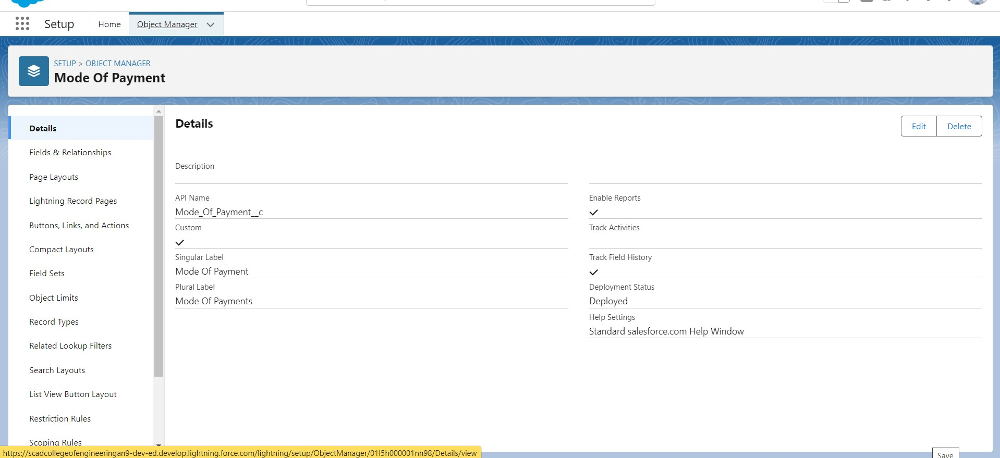 Setup
Home
Object Manager
SETUP > OBJECT MANAGER
Mode Of Payment
Details
Fields & Relationships
Page Layouts
Lightning Record Pages
Buttons, Links, and Actions
Compact Layouts
Field Sets
Object Limits
Record Types
Related Lookup Filters
Search Layouts
List View Button Layout
Restriction Rules
Scoping Rules
Details
Edit
Delete
Description
API Name
Mode_Of_Payment__c
Custom
Singular Label
Mode Of Payment
Plural Label
Mode Of Payments
Enable Reports
Track Activities
Track Field History
Deployment Status
Deployed
Help Settings
Standard salesforce.com Help Window
https://scadcollegeofengineeringan9-dev-ed.develop.lightning.force.com/lightning/setup/ObjectManager/01I5h000001nn98/Details/view
Save